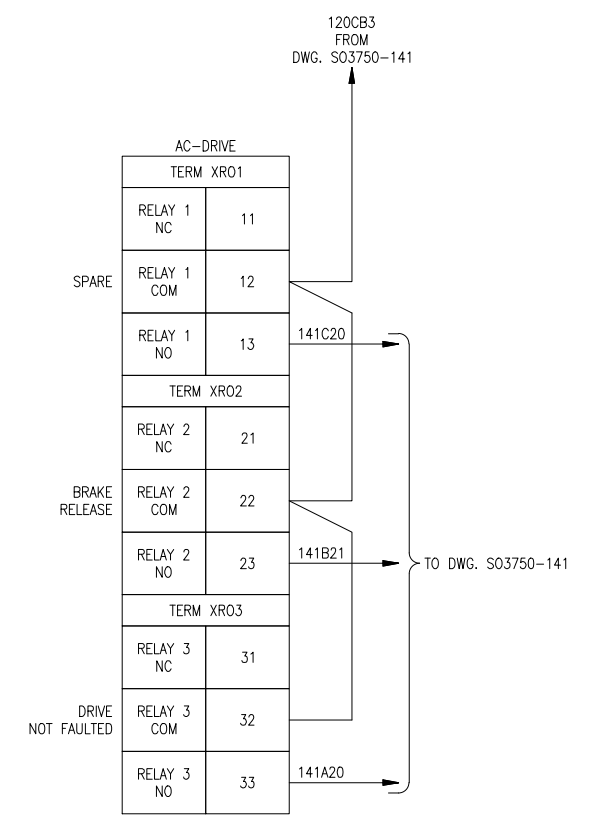 120CB3
FROM
DWG. S03750-141
AC-DRIVE
TERM XRO1
RELAY 1
NC
11
SPARE
RELAY 1
COM
12
RELAY 1
NO
13
141C20
TERM XRO2
RELAY 2
NC
21
BRAKE
RELEASE
RELAY 2
COM
22
RELAY 2
NO
23
141B21
TO DWG. S03750-141
TERM XRO3
RELAY 3
NC
31
DRIVE
NOT FAULTED
RELAY 3
COM
32
RELAY 3
NO
33
141A20